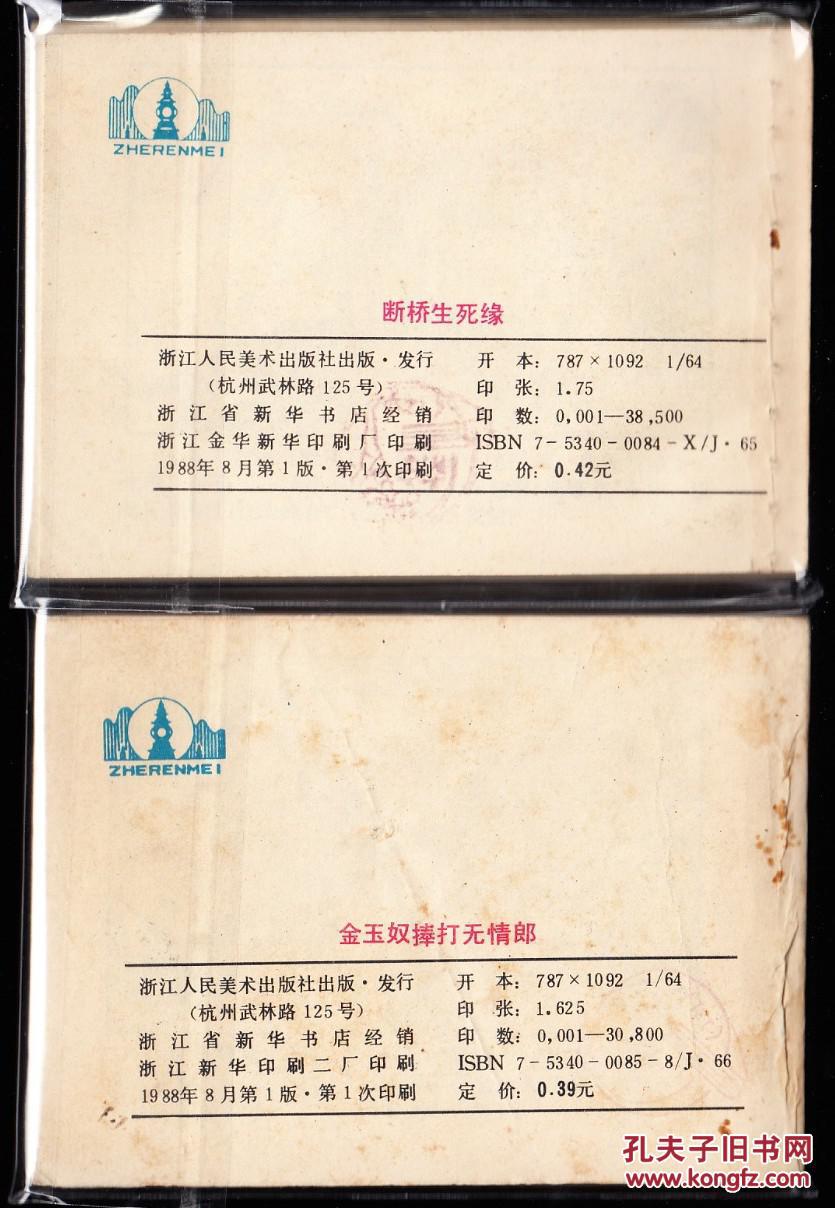 ZHERENMEI
断桥生死缘
浙江人民美术出版社出版·发行
(杭州武林路125号)
浙江省新华书店经销
浙江金华新华印刷厂印刷
1988年8月第1版·第1次印刷
开 本: 787×1092 1/64
印 张: 1.75
印 数: 0,001—38,500
ISBN 7-5340-0084-X/J·65
定 价: 0.42元
ZHERENMEI
金玉奴捧打无情郎
浙江人民美术出版社出版·发行
(杭州武林路125号)
浙江省新华书店经销
浙江新华印刷二厂印刷
1988年8月第1版·第1次印刷
开 本: 787×1092 1/64
印 张: 1.625
印 数: 0,001—30,800
ISBN 7-5340-0085-8/J·66
定 价: 0.39元
孔夫子旧书网
www.kongfz.com